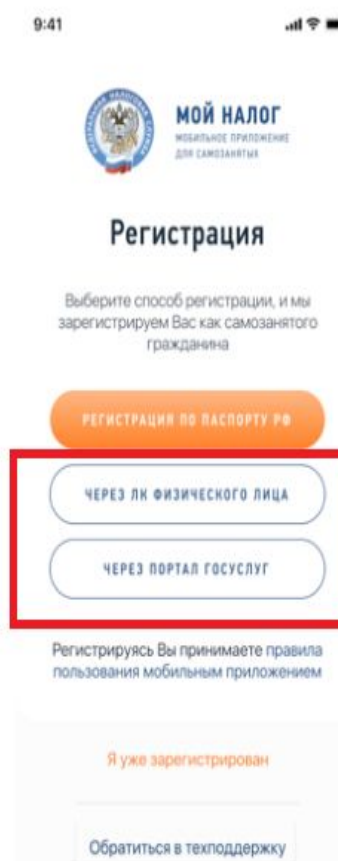 9:41
МОЙ НАЛОГ
МОБИЛЬНОЕ ПРИЛОЖЕНИЕ
ДЛЯ САМОЗАНЯТЫХ
Регистрация
Выберите способ регистрации, и мы
зарегистрируем Вас как самозанятого
гражданина
РЕГИСТРАЦИЯ ПО ПАСПОРТУ РФ
ЧЕРЕЗ ЛК ФИЗИЧЕСКОГО ЛИЦА
ЧЕРЕЗ ПОРТАЛ ГОСУСЛУГ
Регистрируясь Вы принимаете правила
пользования мобильным приложением
Я уже зарегистрирован
Обратиться в техподдержку